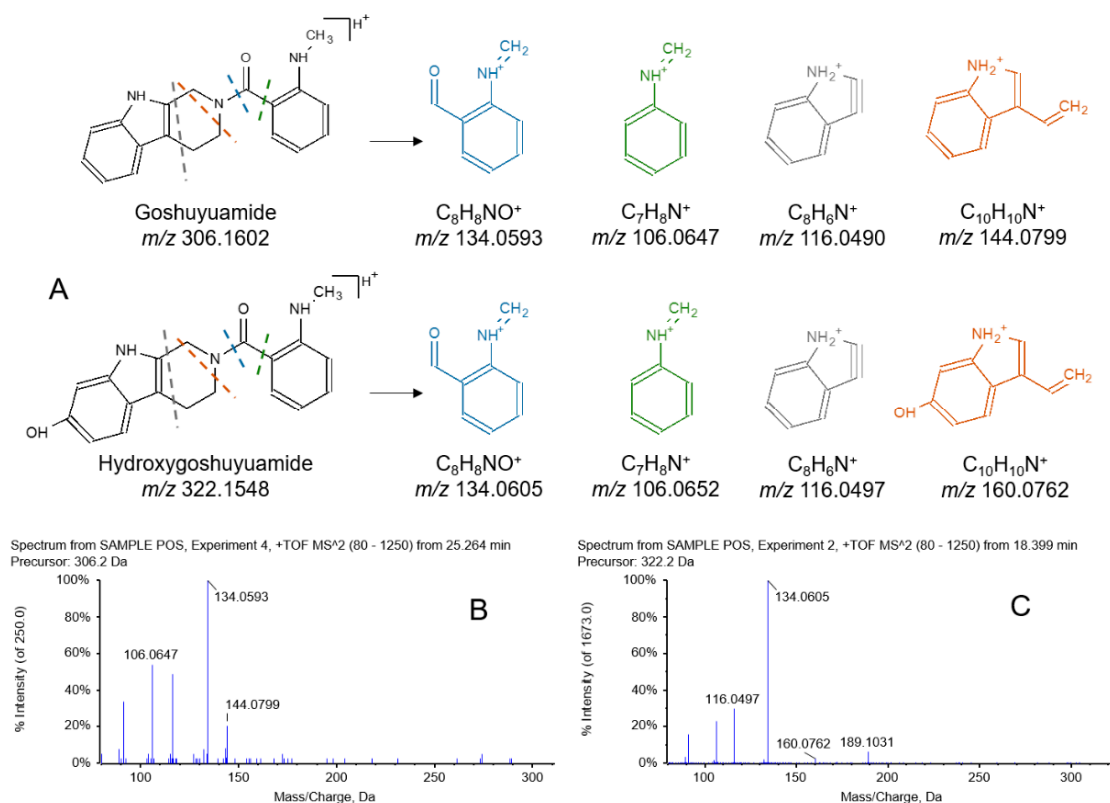 H⁺
O
NH
CH₃
NH
N
O
NH⁺
CH₂
NH⁺
CH₂
NH₂⁺
NH₂⁺
CH₂
Goshuyuamide
m/z 306.1602
C₈H₈NO⁺
m/z 134.0593
C₇H₈N⁺
m/z 106.0647
C₈H₆N⁺
m/z 116.0490
C₁₀H₁₀N⁺
m/z 144.0799
A
H⁺
O
NH
CH₃
NH
N
OH
O
NH⁺
CH₂
NH⁺
CH₂
NH₂⁺
NH₂⁺
CH₂
OH
Hydroxygoshuyuamide
m/z 322.1548
C₈H₈NO⁺
m/z 134.0605
C₇H₈N⁺
m/z 106.0652
C₈H₆N⁺
m/z 116.0497
C₁₀H₁₀N⁺
m/z 160.0762
Spectrum from SAMPLE POS, Experiment 4, +TOF MS^2 (80 - 1250) from 25.264 min
Precursor: 306.2 Da
B
% Intensity (of 250.0)
100%
80%
60%
40%
20%
0%
134.0593
106.0647
144.0799
100
150
200
250
300
Mass/Charge, Da
Spectrum from SAMPLE POS, Experiment 2, +TOF MS^2 (80 - 1250) from 18.399 min
Precursor: 322.2 Da
C
% Intensity (of 1673.0)
100%
80%
60%
40%
20%
0%
134.0605
116.0497
160.0762
189.1031
100
150
200
250
300
Mass/Charge, Da